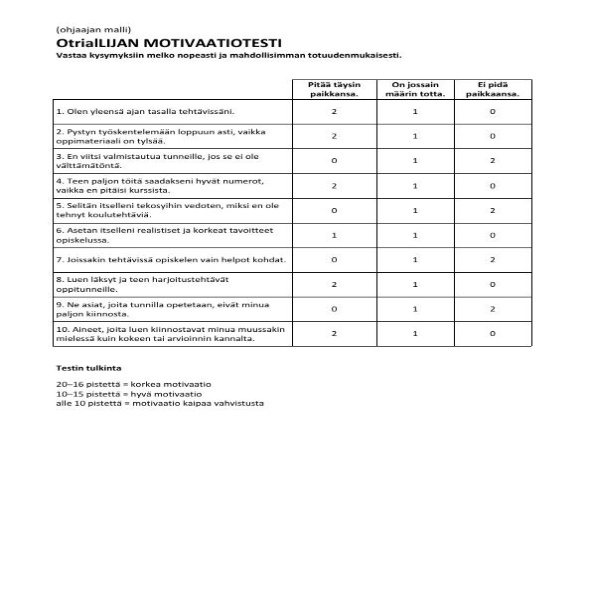 (ohjaajan malli)
OtrialLIJAN MOTIVAATIOTESTI
Vastaa kysymyksiin melko nopeasti ja mahdollisimman totuudenmukaisesti.
Pitää täysin paikkansa. On jossain määrin totta. Ei pidä paikkaansa.
1. Olen yleensä ajan tasalla tehtävissäni. 2 1 0
2. Pystyn työskentelemään loppuun asti, vaikka
oppimateriaali on tylsää. 2 1 0
3. En viitsi valmistautua tunneille, jos se ei ole
välttämätöntä. 0 1 2
4. Teen paljon töitä saadakseni hyvät numerot,
vaikka en pitäisi kurssista. 2 1 0
5. Selitän itselleni tekosyihin vedoten, miksi en ole
tehnyt koulutehtäviä. 0 1 2
6. Asetan itselleni realistiset ja korkeat tavoitteet
opiskelussa. 1 1 0
7. Joissakin tehtävissä opiskelen vain helpot kohdat. 0 1 2
8. Luen läksyt ja teen harjoitustehtävät
oppitunneille. 2 1 0
9. Ne asiat, joita tunnilla opetetaan, eivät minua
paljon kiinnosta. 0 1 2
10. Aineet, joita luen kiinnostavat minua muussakin
mielessä kuin kokeen tai arvioinnin kannalta. 2 1 0
Testin tulkinta
20–16 pistettä = korkea motivaatio
10–15 pistettä = hyvä motivaatio
alle 10 pistettä = motivaatio kaipaa vahvistusta